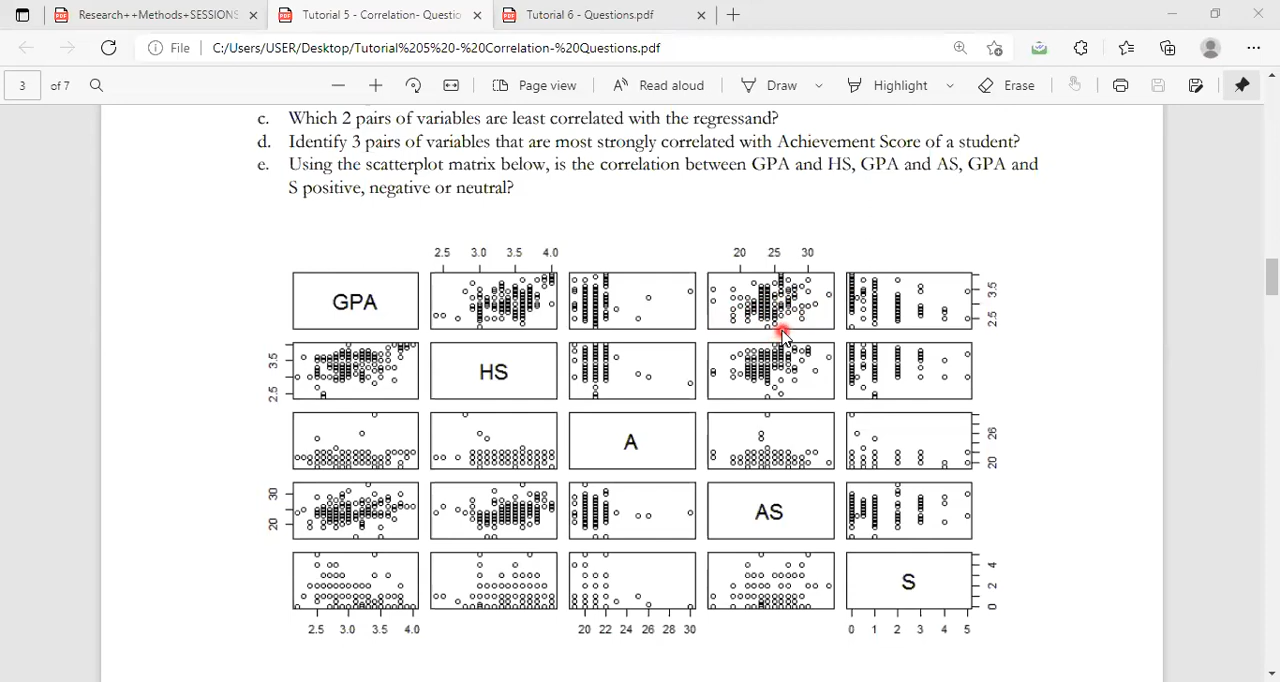 Research++Methods+SESSIONS
Tutorial 5 - Correlation- Questio
Tutorial 6 - Questions.pdf
File C:/Users/USER/Desktop/Tutorial%205%20-%20Correlation-%20Questions.pdf
3 of 7 Page view Read aloud Draw Highlight Erase
c. Which 2 pairs of variables are least correlated with the regressand?
d. Identify 3 pairs of variables that are most strongly correlated with Achievement Score of a student?
e. Using the scatterplot matrix below, is the correlation between GPA and HS, GPA and AS, GPA and
S positive, negative or neutral?
2.5 3.0 3.5 4.0 20 25 30
GPA 2.5 3.5
2.5 3.5 HS
A 20 26
20 30 AS
S 0 2 4
2.5 3.0 3.5 4.0 20 22 24 26 28 30 0 1 2 3 4 5